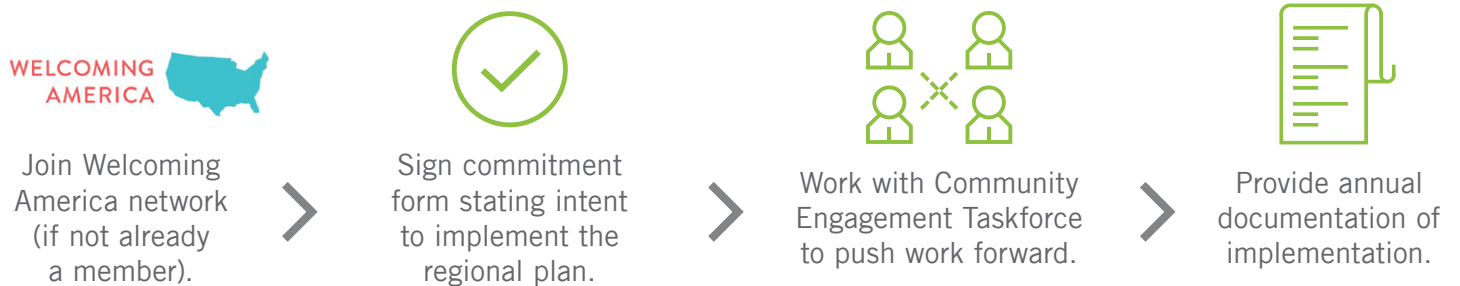 WELCOMING
AMERICA
Join Welcoming
America network
(if not already
a member).
Sign commitment
form stating intent
to implement the
regional plan.
Work with Community
Engagement Taskforce
to push work forward.
Provide annual
documentation of
implementation.